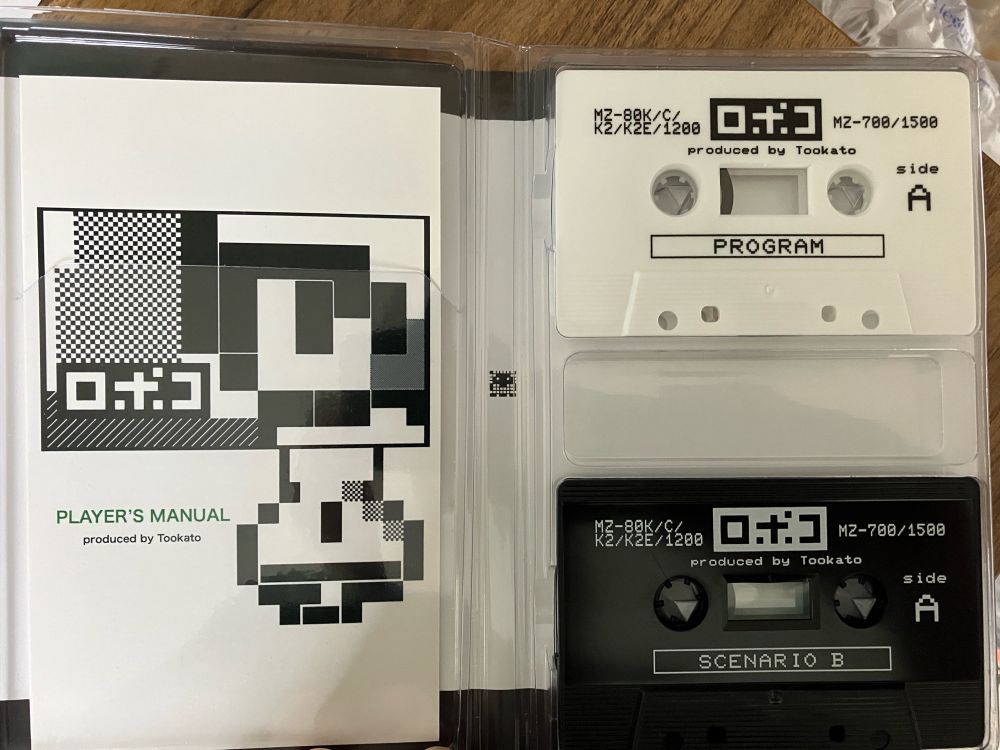 ロボコ
PLAYER'S MANUAL
produced by Tookato
MZ-80K/C/
K2/K2E/1200
ロボコ
MZ-700/1500
produced by Tookato
side
A
PROGRAM
MZ-80K/C/
K2/K2E/1200
ロボコ
MZ-700/1500
produced by Tookato
side
A
SCENARIO B